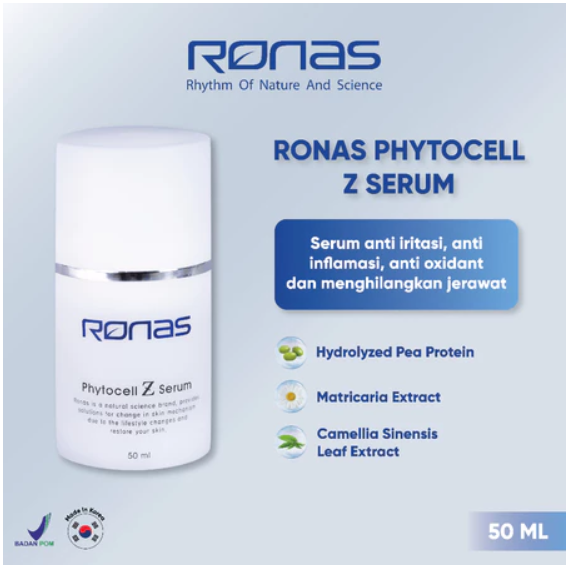 RONAS
Rhythm Of Nature And Science
RONAS PHYTOCELL
Z SERUM
Serum anti iritasi, anti
inflamasi, anti oxidant
dan menghilangkan jerawat
Hydrolyzed Pea Protein
Matricaria Extract
Camellia Sinensis
Leaf Extract
RONAS
Phytocell Z Serum
Ronas is a natural science brand, provides
solutions for change in skin mechanism
due to the lifestyle changes and
restore your skin.
50 ml
BADAN POM
Made In Korea
50 ML